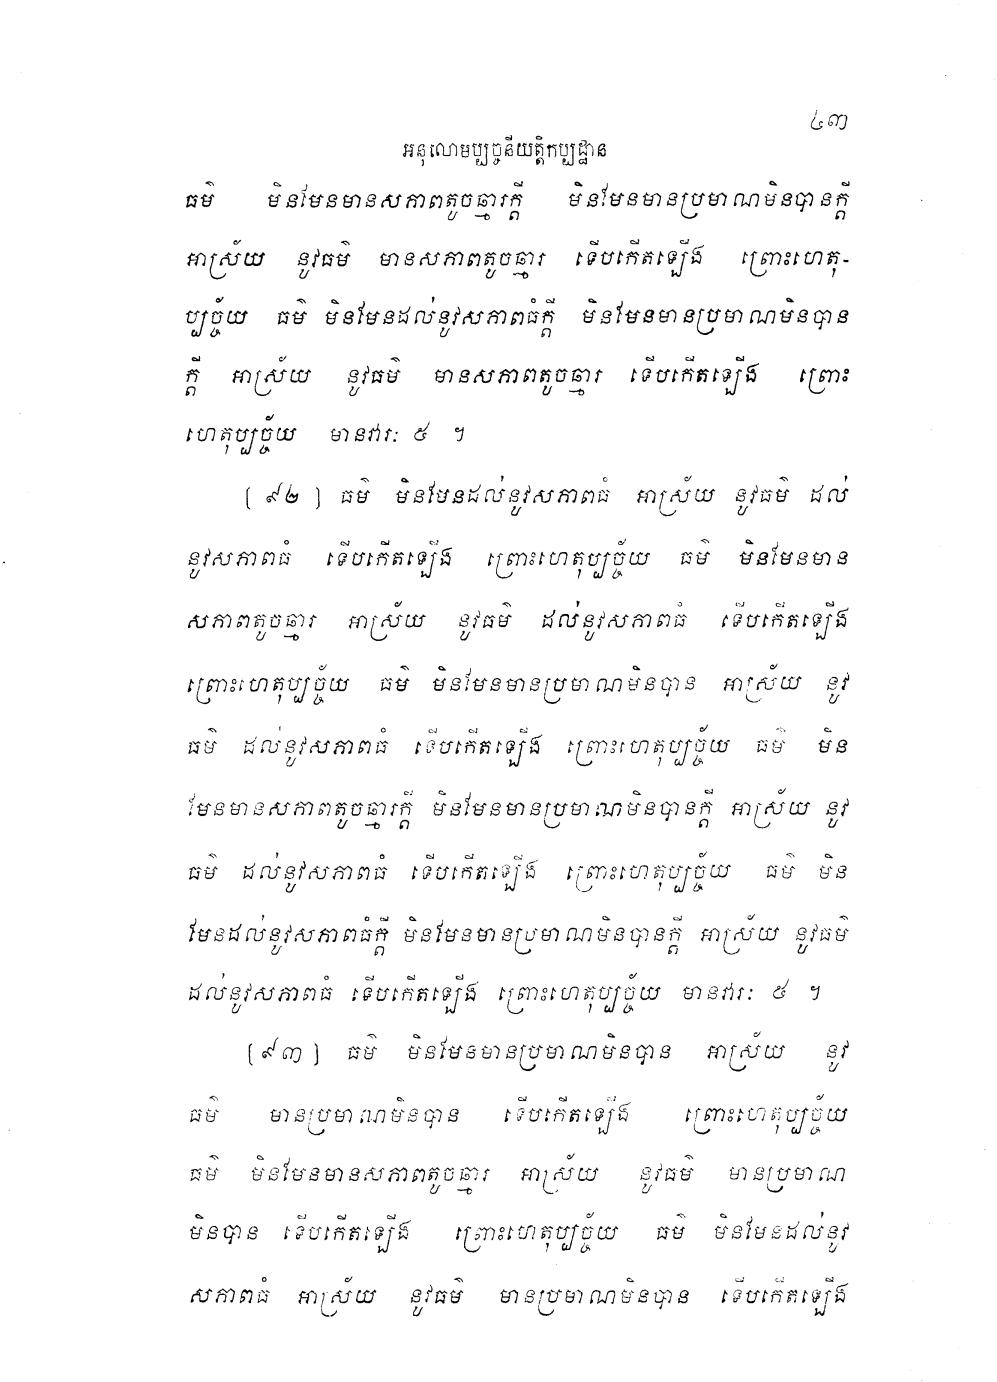 ៤៣
អនុលោមប្បច្ចនីយត្តិកប្បដ្ឋាន
ធម៌ មិនមែនមានសភាពតូចឆ្មារក្តី មិនមែនមានប្រមាណមិនបានក្តី
អាស្រ័យ នូវធម៌ មានសភាពតូចឆ្មារ ទើបកើតឡើង ព្រោះហេតុ-
ប្បច្ច័យ ធម៌ មិនមែនដល់នូវសភាពធំក្តី មិនមែនមានប្រមាណមិនបាន
ក្តី អាស្រ័យ នូវធម៌ មានសភាពតូចឆ្មារ ទើបកើតឡើង ព្រោះ
ហេតុប្បច្ច័យ មានវារៈ ៥ ។
[ ៩២ ] ធម៌ មិនមែនដល់នូវសភាពធំ អាស្រ័យ នូវធម៌ ដល់
នូវសភាពធំ ទើបកើតឡើង ព្រោះហេតុប្បច្ច័យ ធម៌ មិនមែនមាន
សភាពតូចឆ្មារ អាស្រ័យ នូវធម៌ ដល់នូវសភាពធំ ទើបកើតឡើង
ព្រោះហេតុប្បច្ច័យ ធម៌ មិនមែនមានប្រមាណមិនបាន អាស្រ័យ នូវ
ធម៌ ដល់នូវសភាពធំ ទើបកើតឡើង ព្រោះហេតុប្បច្ច័យ ធម៌ មិន
មែនមានសភាពតូចឆ្មារក្តី មិនមែនមានប្រមាណមិនបានក្តី អាស្រ័យ នូវ
ធម៌ ដល់នូវសភាពធំ ទើបកើតឡើង ព្រោះហេតុប្បច្ច័យ ធម៌ មិន
មែនដល់នូវសភាពធំក្តី មិនមែនមានប្រមាណមិនបានក្តី អាស្រ័យ នូវធម៌
ដល់នូវសភាពធំ ទើបកើតឡើង ព្រោះហេតុប្បច្ច័យ មានវារៈ ៥ ។
[ ៩៣ ] ធម៌ មិនមែនមានប្រមាណមិនបាន អាស្រ័យ នូវ
ធម៌ មានប្រមាណមិនបាន ទើបកើតឡើង ព្រោះហេតុប្បច្ច័យ
ធម៌ មិនមែនមានសភាពតូចឆ្មារ អាស្រ័យ នូវធម៌ មានប្រមាណ
មិនបាន ទើបកើតឡើង ព្រោះហេតុប្បច្ច័យ ធម៌ មិនមែនដល់នូវ
សភាពធំ អាស្រ័យ នូវធម៌ មានប្រមាណមិនបាន ទើបកើតឡើង